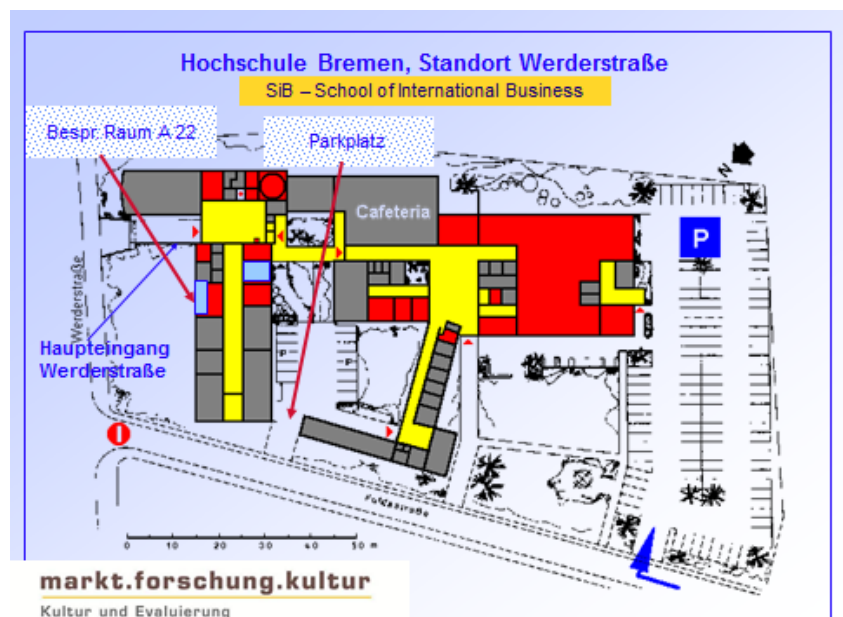 Hochschule Bremen, Standort Werderstraße
SiB – School of International Business
Bespr. Raum A 22
Parkplatz
N
Cafeteria
P
Werderstraße
Haupteingang
Werderstraße
P
P
Fuldastraße
0 10 20 30 40 50 m
markt.forschung.kultur
Kultur und Evaluierung